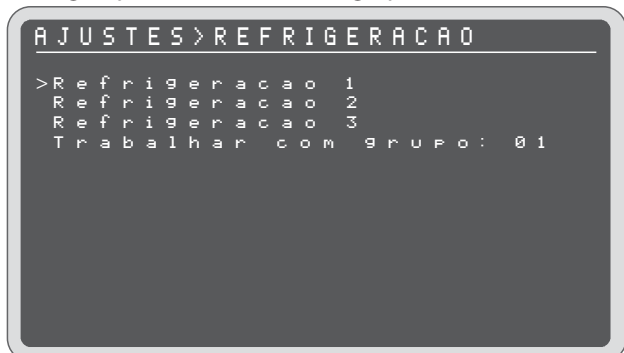 AJUSTES>REFRIGERACAO
>Refrigeracao 1
Refrigeracao 2
Refrigeracao 3
Trabalhar com grupo: 01